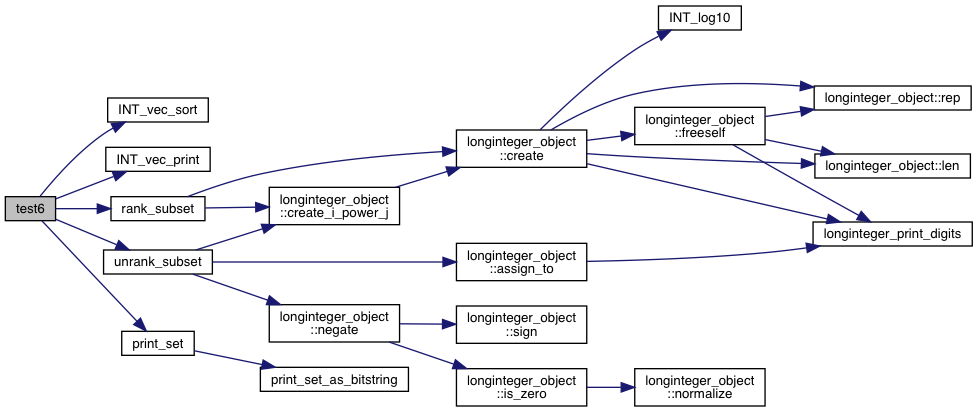 test6
INT_vec_sort
INT_vec_print
rank_subset
unrank_subset
print_set
longinteger_object
::create_i_power_j
longinteger_object
::negate
print_set_as_bitstring
longinteger_object
::create
longinteger_object
::assign_to
longinteger_object
::sign
longinteger_object
::is_zero
INT_log10
longinteger_object
::freeself
longinteger_object
::normalize
longinteger_object::rep
longinteger_object::len
longinteger_print_digits